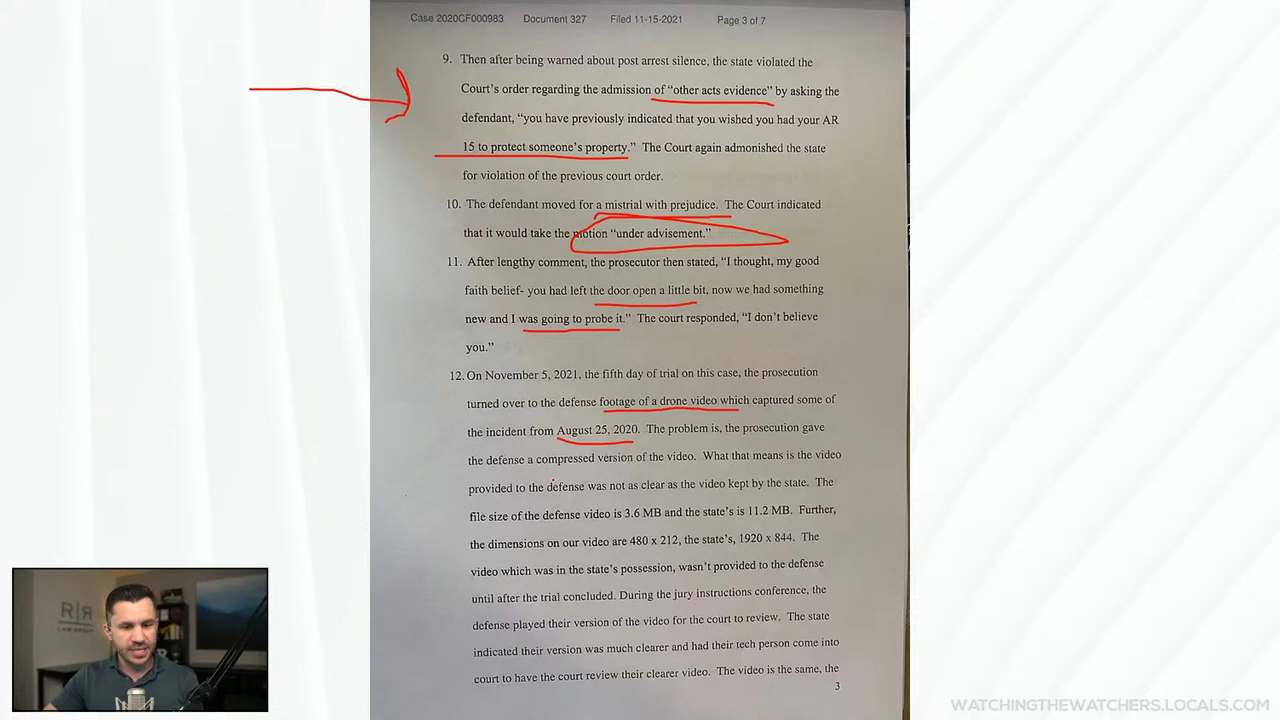 Case 2020CF000983 Document 327 Filed 11-15-2021 Page 3 of 7
9. Then after being warned about post arrest silence, the state violated the
Court's order regarding the admission of "other acts evidence" by asking the
defendant, "you have previously indicated that you wished you had your AR
15 to protect someone's property." The Court again admonished the state
for violation of the previous court order.
10. The defendant moved for a mistrial with prejudice. The Court indicated
that it would take the motion "under advisement."
11. After lengthy comment, the prosecutor then stated, "I thought, my good
faith belief- you had left the door open a little bit, now we had something
new and I was going to probe it." The court responded, "I don't believe
you."
12. On November 5, 2021, the fifth day of trial on this case, the prosecution
turned over to the defense footage of a drone video which captured some of
the incident from August 25, 2020. The problem is, the prosecution gave
the defense a compressed version of the video. What that means is the video
provided to the defense was not as clear as the video kept by the state. The
file size of the defense video is 3.6 MB and the state's is 11.2 MB. Further,
the dimensions on our video are 480 x 212, the state's, 1920 x 844. The
video which was in the state's possession, wasn't provided to the defense
until after the trial concluded. During the jury instructions conference, the
defense played their version of the video for the court to review. The state
indicated their version was much clearer and had their tech person come into
court to have the court review their clearer video. The video is the same, the
3
R|R
LAW GROUP
WATCHINGTHEWATCHERS.LOCALS.COM